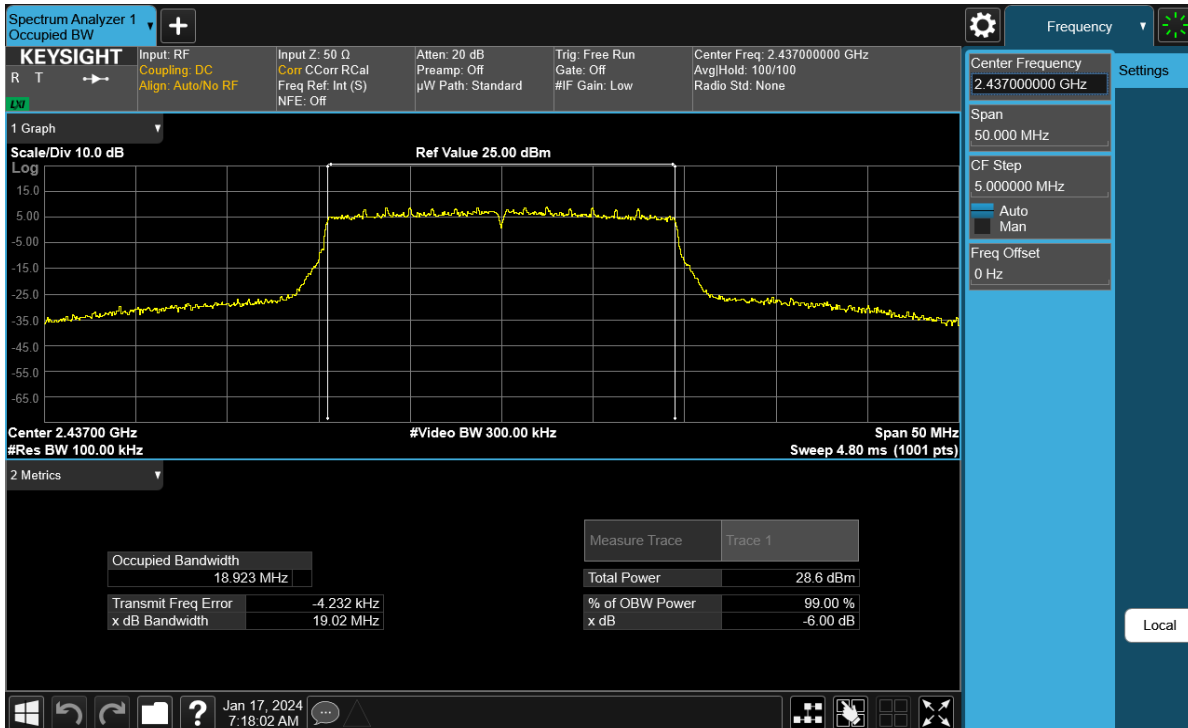 Spectrum Analyzer 1
Occupied BW
Frequency
KEYSIGHT
R T
LXI
Input: RF
Coupling: DC
Align: Auto/No RF
Input Z: 50 Ω
Corr CCorr RCal
Freq Ref: Int (S)
NFE: Off
Atten: 20 dB
Preamp: Off
µW Path: Standard
Trig: Free Run
Gate: Off
#IF Gain: Low
Center Freq: 2.437000000 GHz
Avg|Hold: 100/100
Radio Std: None
Center Frequency
2.437000000 GHz
Settings
Span
50.000 MHz
CF Step
5.000000 MHz
Auto
Man
Freq Offset
0 Hz
Local
1 Graph
Scale/Div 10.0 dB
Ref Value 25.00 dBm
Log
15.0
5.00
-5.00
-15.0
-25.0
-35.0
-45.0
-55.0
-65.0
Center 2.43700 GHz
#Video BW 300.00 kHz
Span 50 MHz
#Res BW 100.00 kHz
Sweep 4.80 ms (1001 pts)
2 Metrics
Measure Trace
Trace 1
Occupied Bandwidth
18.923 MHz
Total Power 28.6 dBm
Transmit Freq Error -4.232 kHz
% of OBW Power 99.00 %
x dB Bandwidth 19.02 MHz
x dB -6.00 dB
?
Jan 17, 2024
7:18:02 AM